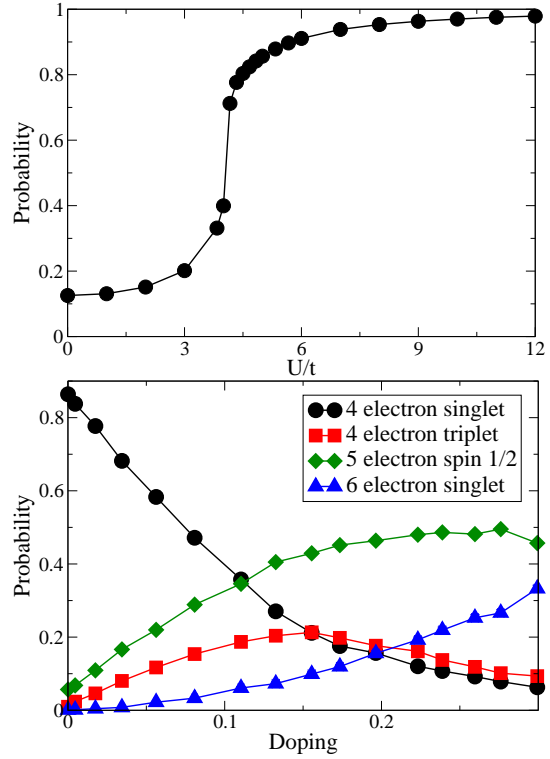 1
0.8
0.6
0.4
0.2
0
Probability
0 3 6 9 12
U/t
0.8
0.6
0.4
0.2
0
Probability
4 electron singlet
4 electron triplet
5 electron spin 1/2
6 electron singlet
0 0.1 0.2
Doping